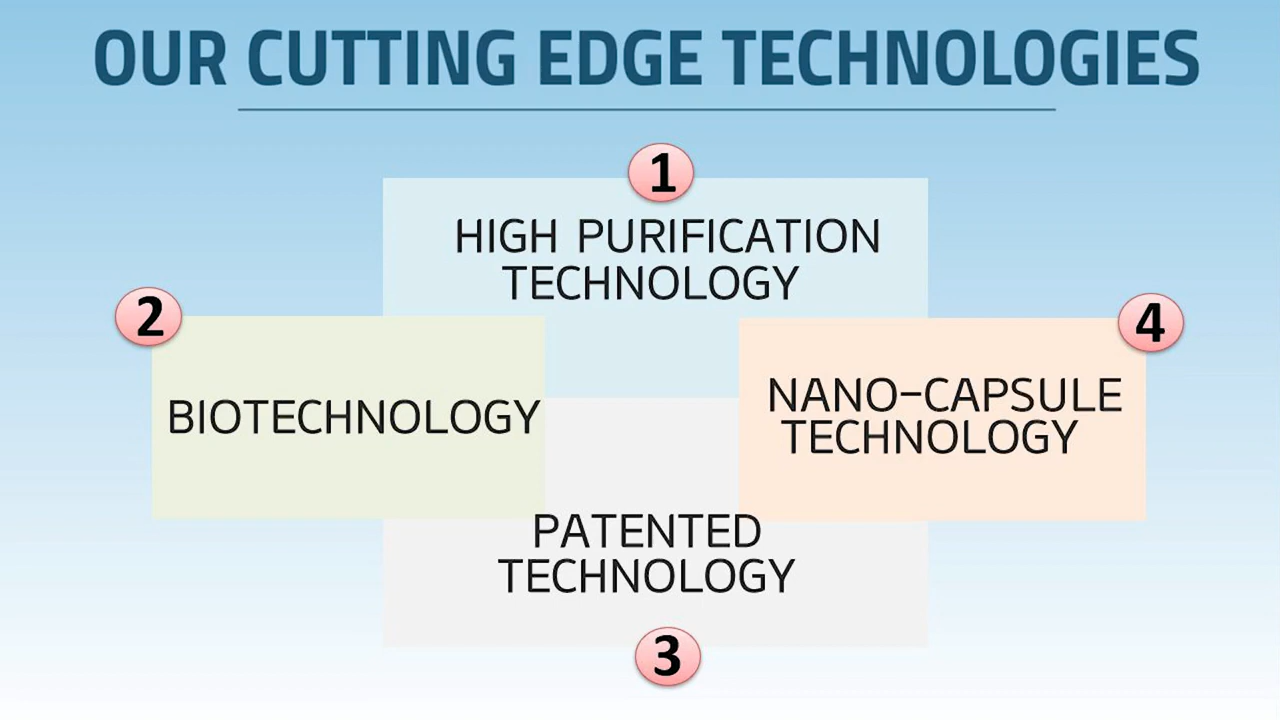 OUR CUTTING EDGE TECHNOLOGIES
1
HIGH PURIFICATION
TECHNOLOGY
2
BIOTECHNOLOGY
4
NANO-CAPSULE
TECHNOLOGY
PATENTED
TECHNOLOGY
3